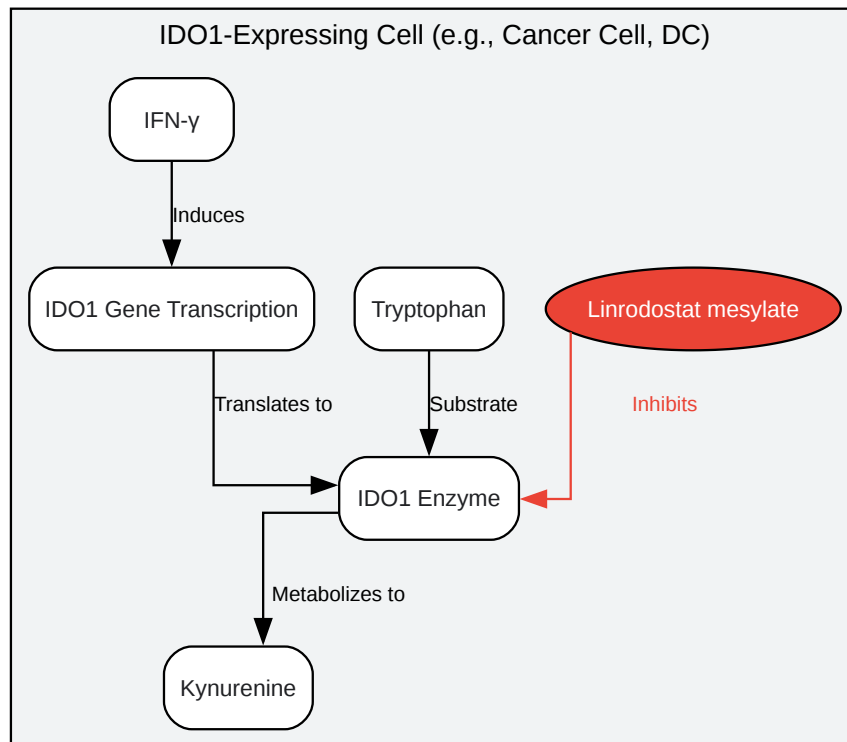 IDO1-Expressing Cell (e.g., Cancer Cell, DC)
IFN-γ
Induces
IDO1 Gene Transcription
Tryptophan
Linrodostat mesylate
Translates to
Substrate
Inhibits
IDO1 Enzyme
Metabolizes to
Kynurenine